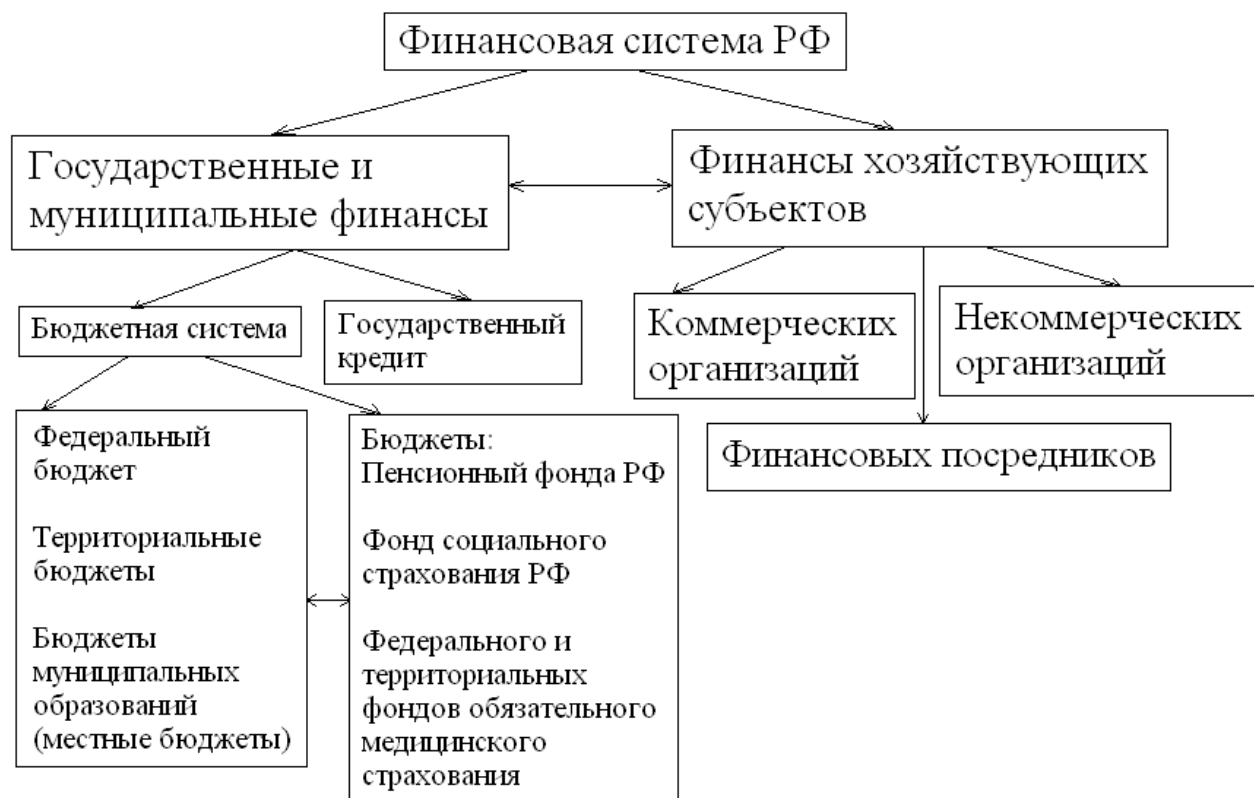 Финансовая система РФ
Государственные и
муниципальные финансы
Финансы хозяйствующих
субъектов
Бюджетная система
Государственный
кредит
Коммерческих
организаций
Некоммерческих
организаций
Финансовых посредников
Федеральный
бюджет
Территориальные
бюджеты
Бюджеты
муниципальных
образований
(местные бюджеты)
Бюджеты:
Пенсионный фонда РФ
Фонд социального
страхования РФ
Федерального и
территориальных
фондов обязательного
медицинского
страхования